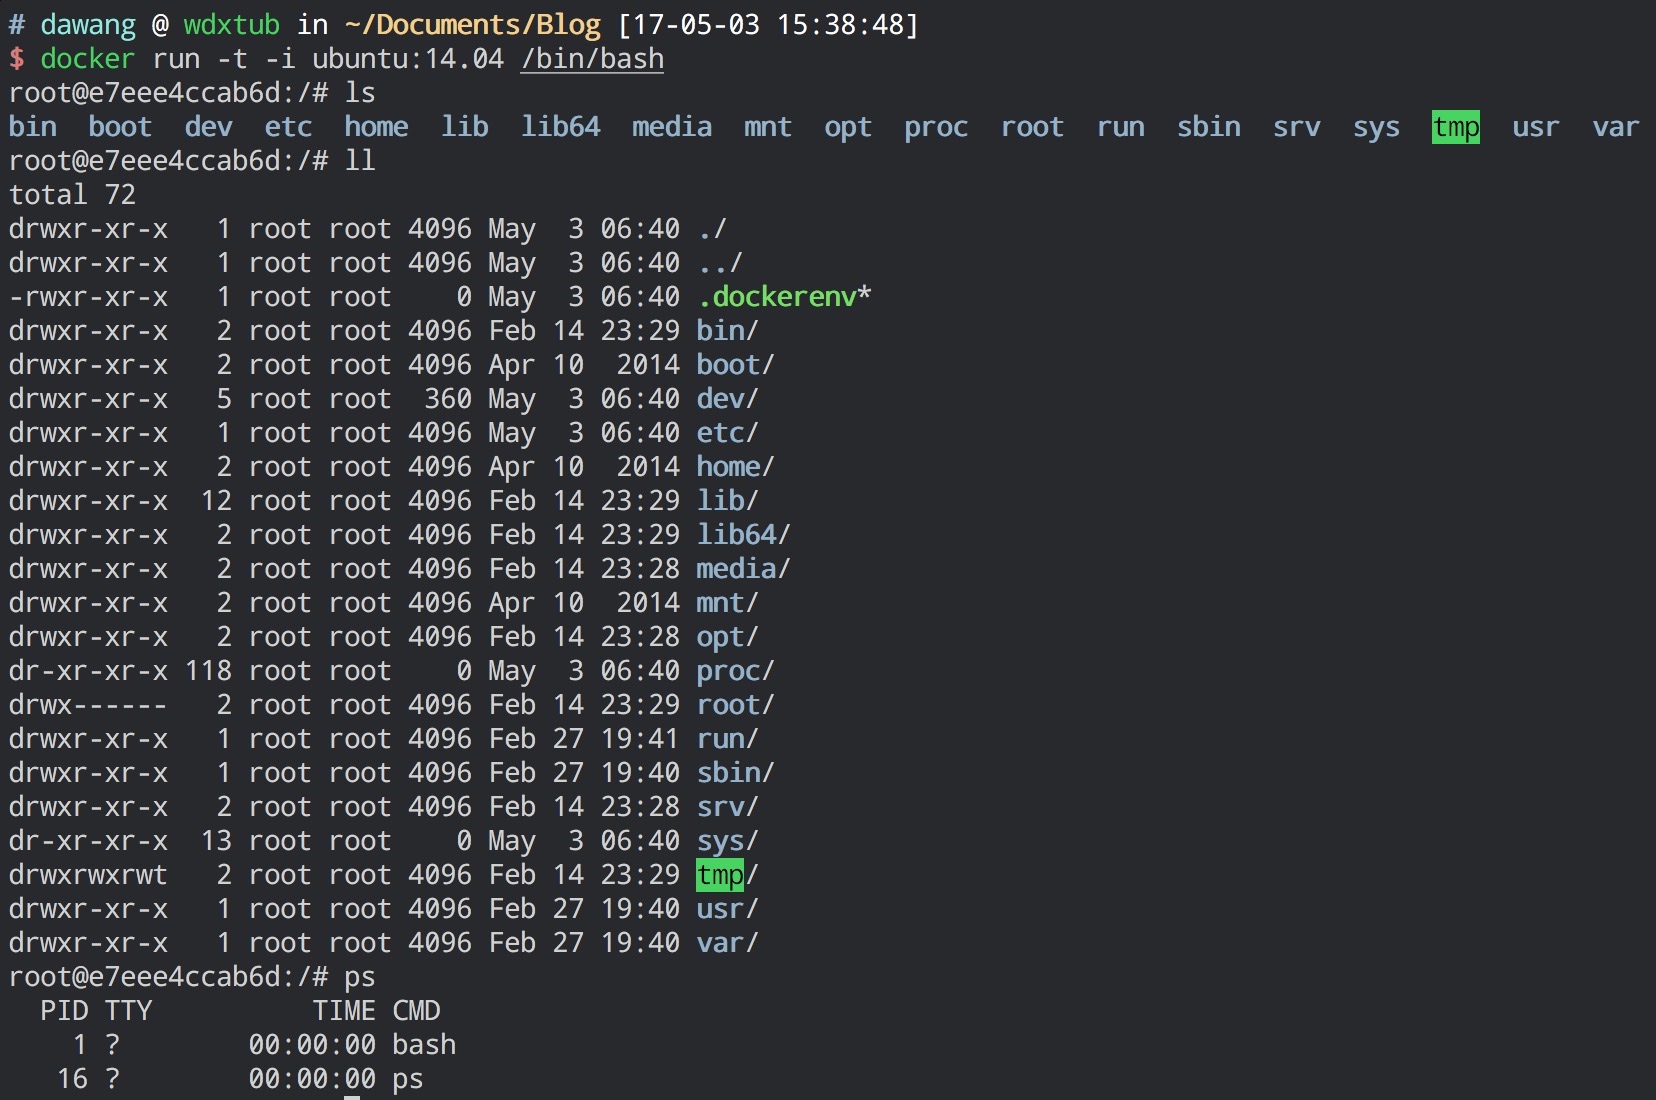 # dawang @ wdxtub in ~/Documents/Blog [17-05-03 15:38:48]
$ docker run -t -i ubuntu:14.04 /bin/bash
root@e7eee4ccab6d:/# ls
bin  boot  dev  etc  home  lib  lib64  media  mnt  opt  proc  root  run  sbin  srv  sys  tmp  usr  var
root@e7eee4ccab6d:/# ll
total 72
drwxr-xr-x   1 root root 4096 May  3 06:40 ./
drwxr-xr-x   1 root root 4096 May  3 06:40 ../
-rwxr-xr-x   1 root root    0 May  3 06:40 .dockerenv*
drwxr-xr-x   2 root root 4096 Feb 14 23:29 bin/
drwxr-xr-x   2 root root 4096 Apr 10  2014 boot/
drwxr-xr-x   5 root root  360 May  3 06:40 dev/
drwxr-xr-x   1 root root 4096 May  3 06:40 etc/
drwxr-xr-x   2 root root 4096 Apr 10  2014 home/
drwxr-xr-x  12 root root 4096 Feb 14 23:29 lib/
drwxr-xr-x   2 root root 4096 Feb 14 23:29 lib64/
drwxr-xr-x   2 root root 4096 Feb 14 23:28 media/
drwxr-xr-x   2 root root 4096 Apr 10  2014 mnt/
drwxr-xr-x   2 root root 4096 Feb 14 23:28 opt/
dr-xr-xr-x 118 root root    0 May  3 06:40 proc/
drwx------   2 root root 4096 Feb 14 23:29 root/
drwxr-xr-x   1 root root 4096 Feb 27 19:41 run/
drwxr-xr-x   1 root root 4096 Feb 27 19:40 sbin/
drwxr-xr-x   2 root root 4096 Feb 14 23:28 srv/
dr-xr-xr-x  13 root root    0 May  3 06:40 sys/
drwxrwxrwt   2 root root 4096 Feb 14 23:29 tmp/
drwxr-xr-x   1 root root 4096 Feb 27 19:40 usr/
drwxr-xr-x   1 root root 4096 Feb 27 19:40 var/
root@e7eee4ccab6d:/# ps
  PID TTY          TIME CMD
    1 ?        00:00:00 bash
   16 ?        00:00:00 ps